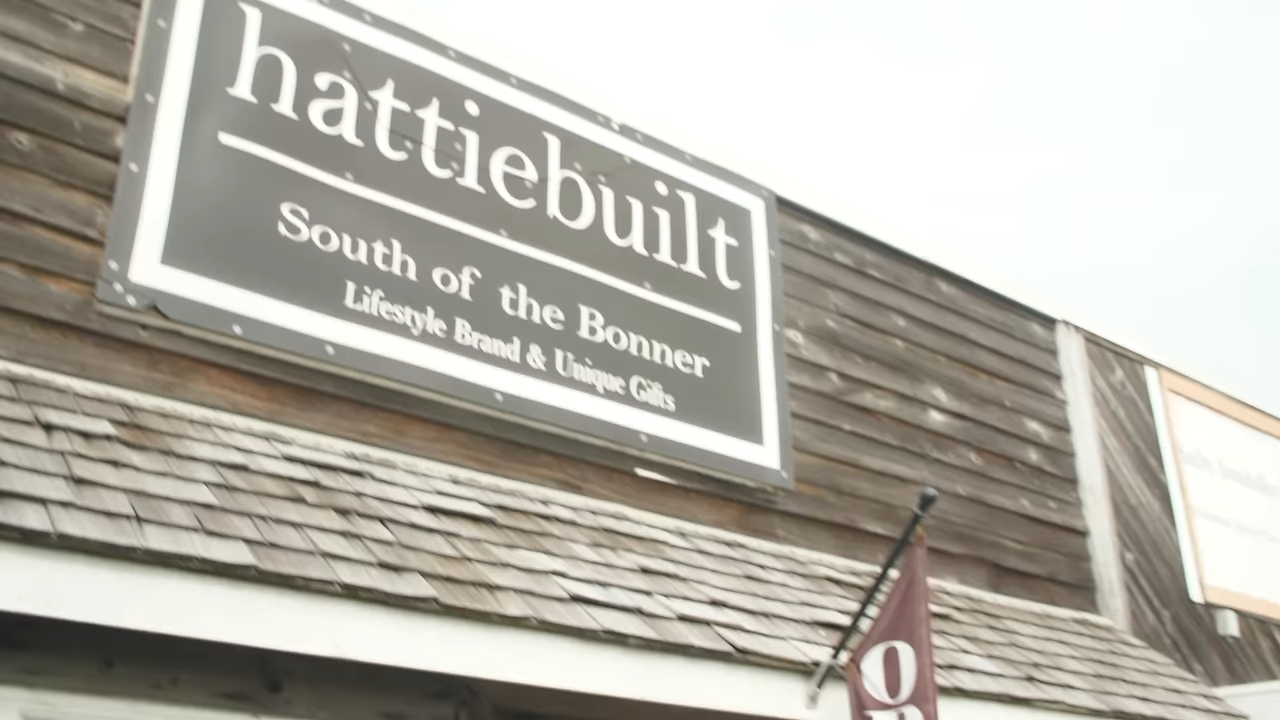 hattiebuilt
South of the Bonner
Lifestyle Brand & Unique Gifts
O